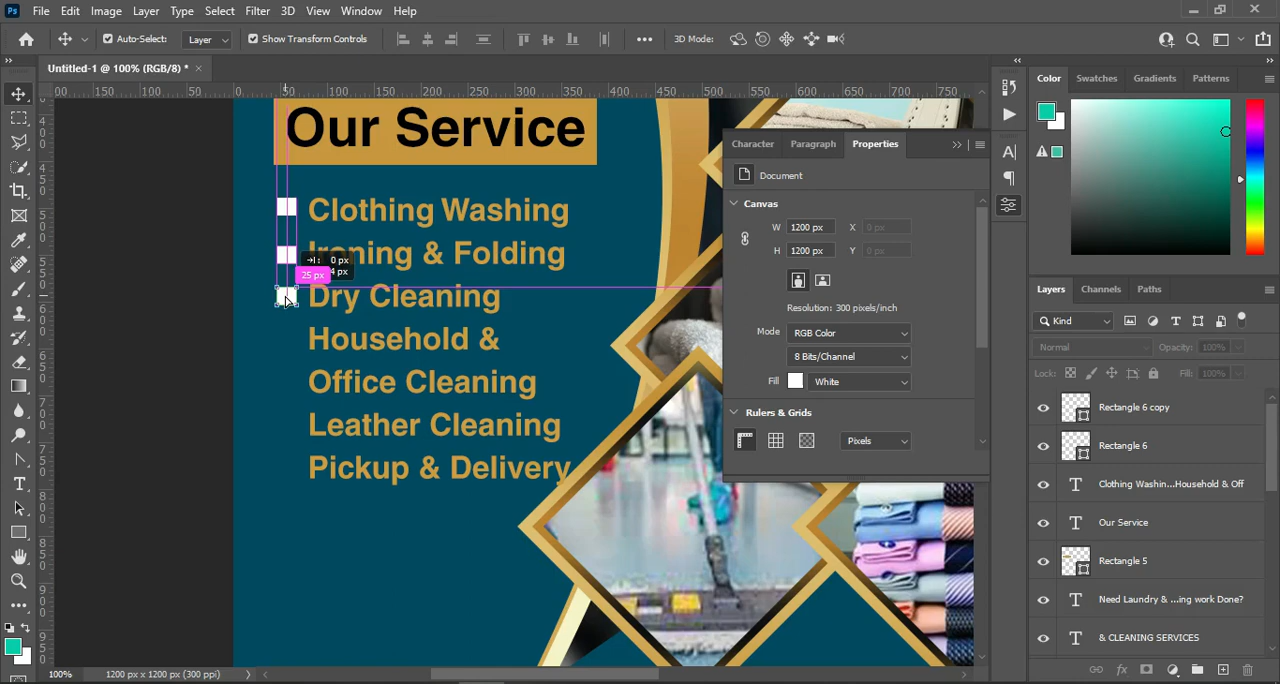 Ps File Edit Image Layer Type Select Filter 3D View Window Help
Auto-Select: Layer Show Transform Controls 3D Mode:
Untitled-1 @ 100% (RGB/8) *
Our Service
Clothing Washing
Ironing & Folding
Dry Cleaning
Household &
Office Cleaning
Leather Cleaning
Pickup & Delivery
0 px
4 px
25 px
Character Paragraph Properties
Document
Canvas
W 1200 px X 0 px
H 1200 px Y 0 px
Resolution: 300 pixels/inch
Mode RGB Color
8 Bits/Channel
Fill White
Rulers & Grids
Pixels
Color Swatches Gradients Patterns
Layers Channels Paths
Kind
Normal Opacity: 100%
Lock: Fill: 100%
Rectangle 6 copy
Rectangle 6
Clothing Washin...Household & Off
Our Service
Rectangle 5
Need Laundry & ...ing work Done?
& CLEANING SERVICES
100% 1200 px x 1200 px (300 ppi)